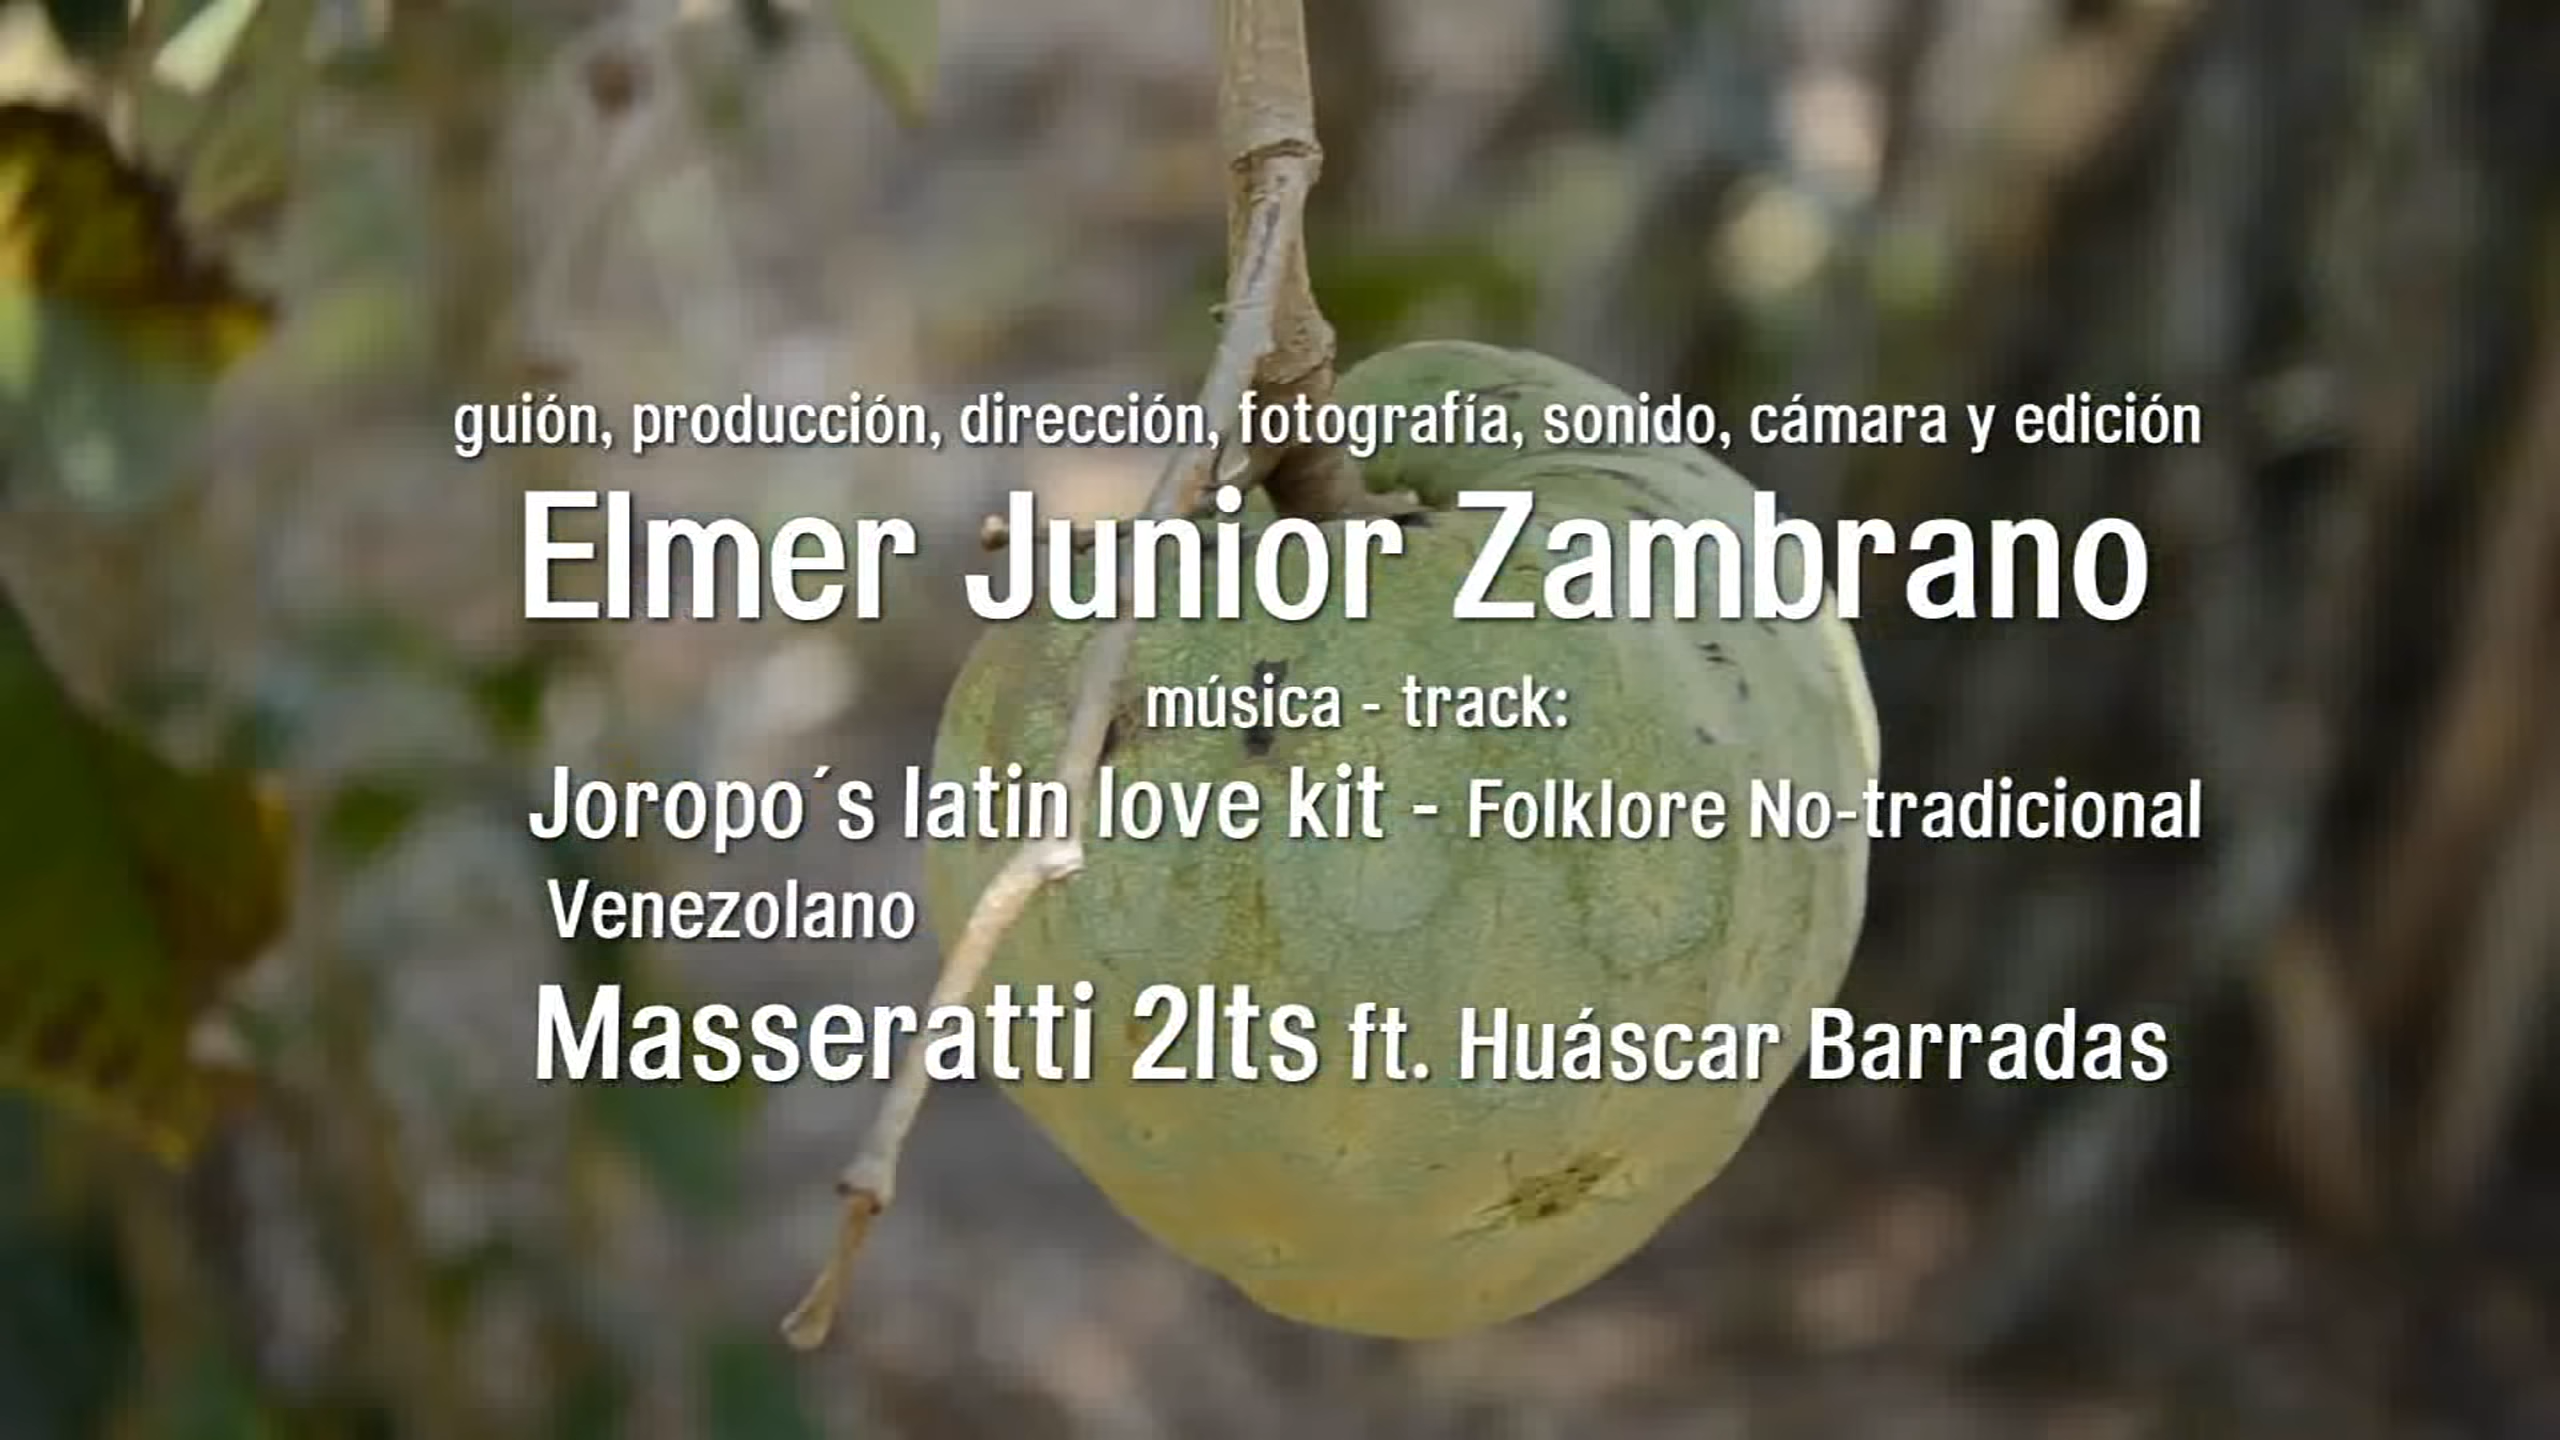 guión, producción, dirección, fotografía, sonido, cámara y edición
Elmer Junior Zambrano
música - track:
Joropo´s latin love kit - Folklore No-tradicional
Venezolano
Masseratti 2lts ft. Huáscar Barradas